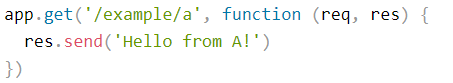 app.get('/example/a', function (req, res) {
  res.send('Hello from A!')
})